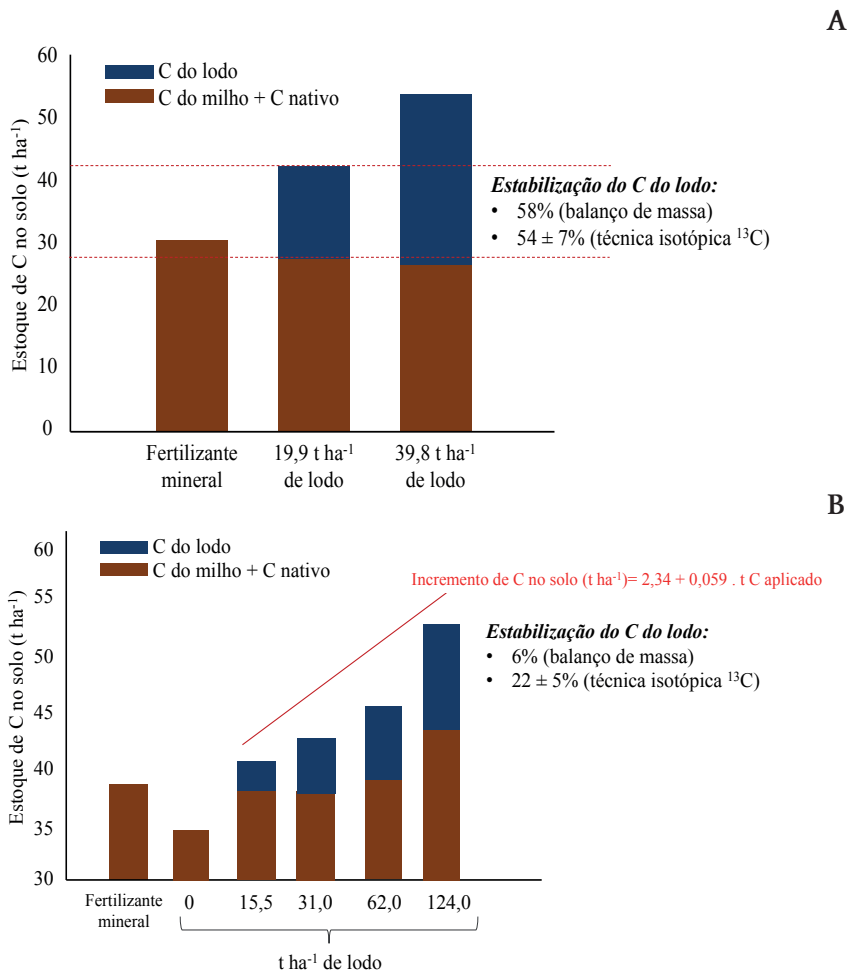 A
60
50
40
30
20
10
0
Estoque de C no solo (t ha⁻¹)
C do lodo
C do milho + C nativo
Estabilização do C do lodo:
• 58% (balanço de massa)
• 54 ± 7% (técnica isotópica ¹³C)
Fertilizante
mineral
19,9 t ha⁻¹
de lodo
39,8 t ha⁻¹
de lodo
B
60
55
50
45
40
35
30
Estoque de C no solo (t ha⁻¹)
C do lodo
C do milho + C nativo
Incremento de C no solo (t ha⁻¹)= 2,34 + 0,059 . t C aplicado
Estabilização do C do lodo:
• 6% (balanço de massa)
• 22 ± 5% (técnica isotópica ¹³C)
Fertilizante
mineral
0
15,5
31,0
62,0
124,0
t ha⁻¹ de lodo